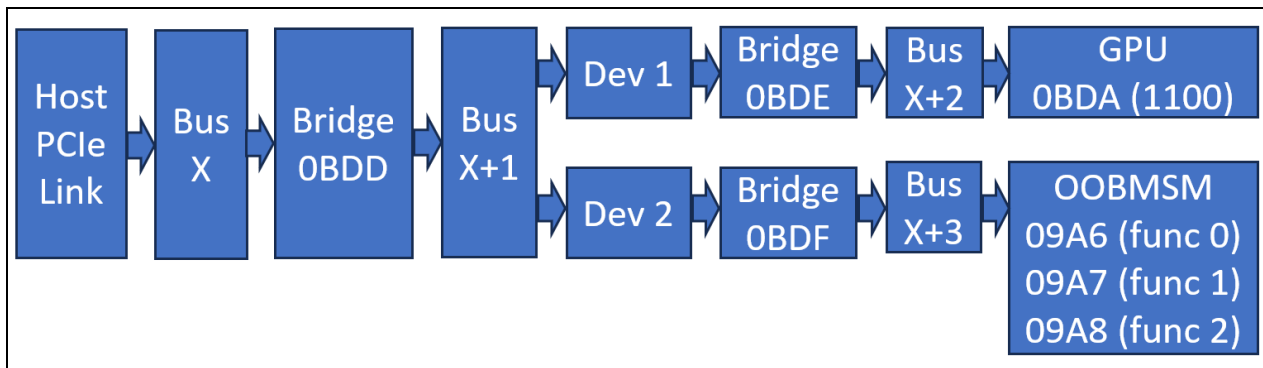 Host
PCIe
Link
Bus
X
Bridge
0BDD
Bus
X+1
Dev 1
Bridge
0BDE
Bus
X+2
GPU
0BDA (1100)
Dev 2
Bridge
0BDF
Bus
X+3
OOBMSM
09A6 (func 0)
09A7 (func 1)
09A8 (func 2)